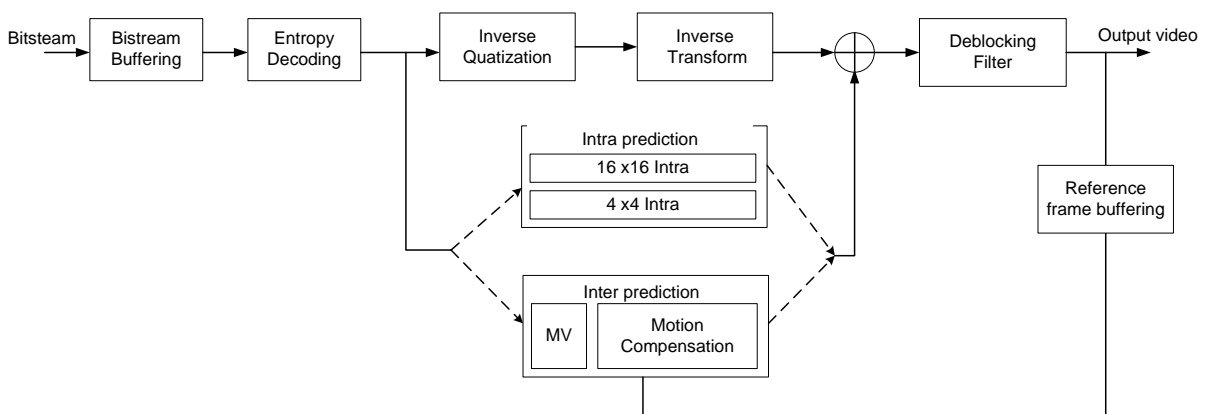 Bitsteam
Bistream
Buffering
Entropy
Decoding
Inverse
Quatization
Inverse
Transform
Deblocking
Filter
Output video
Intra prediction
16 x16 Intra
4 x4 Intra
Reference
frame buffering
Inter prediction
MV
Motion
Compensation